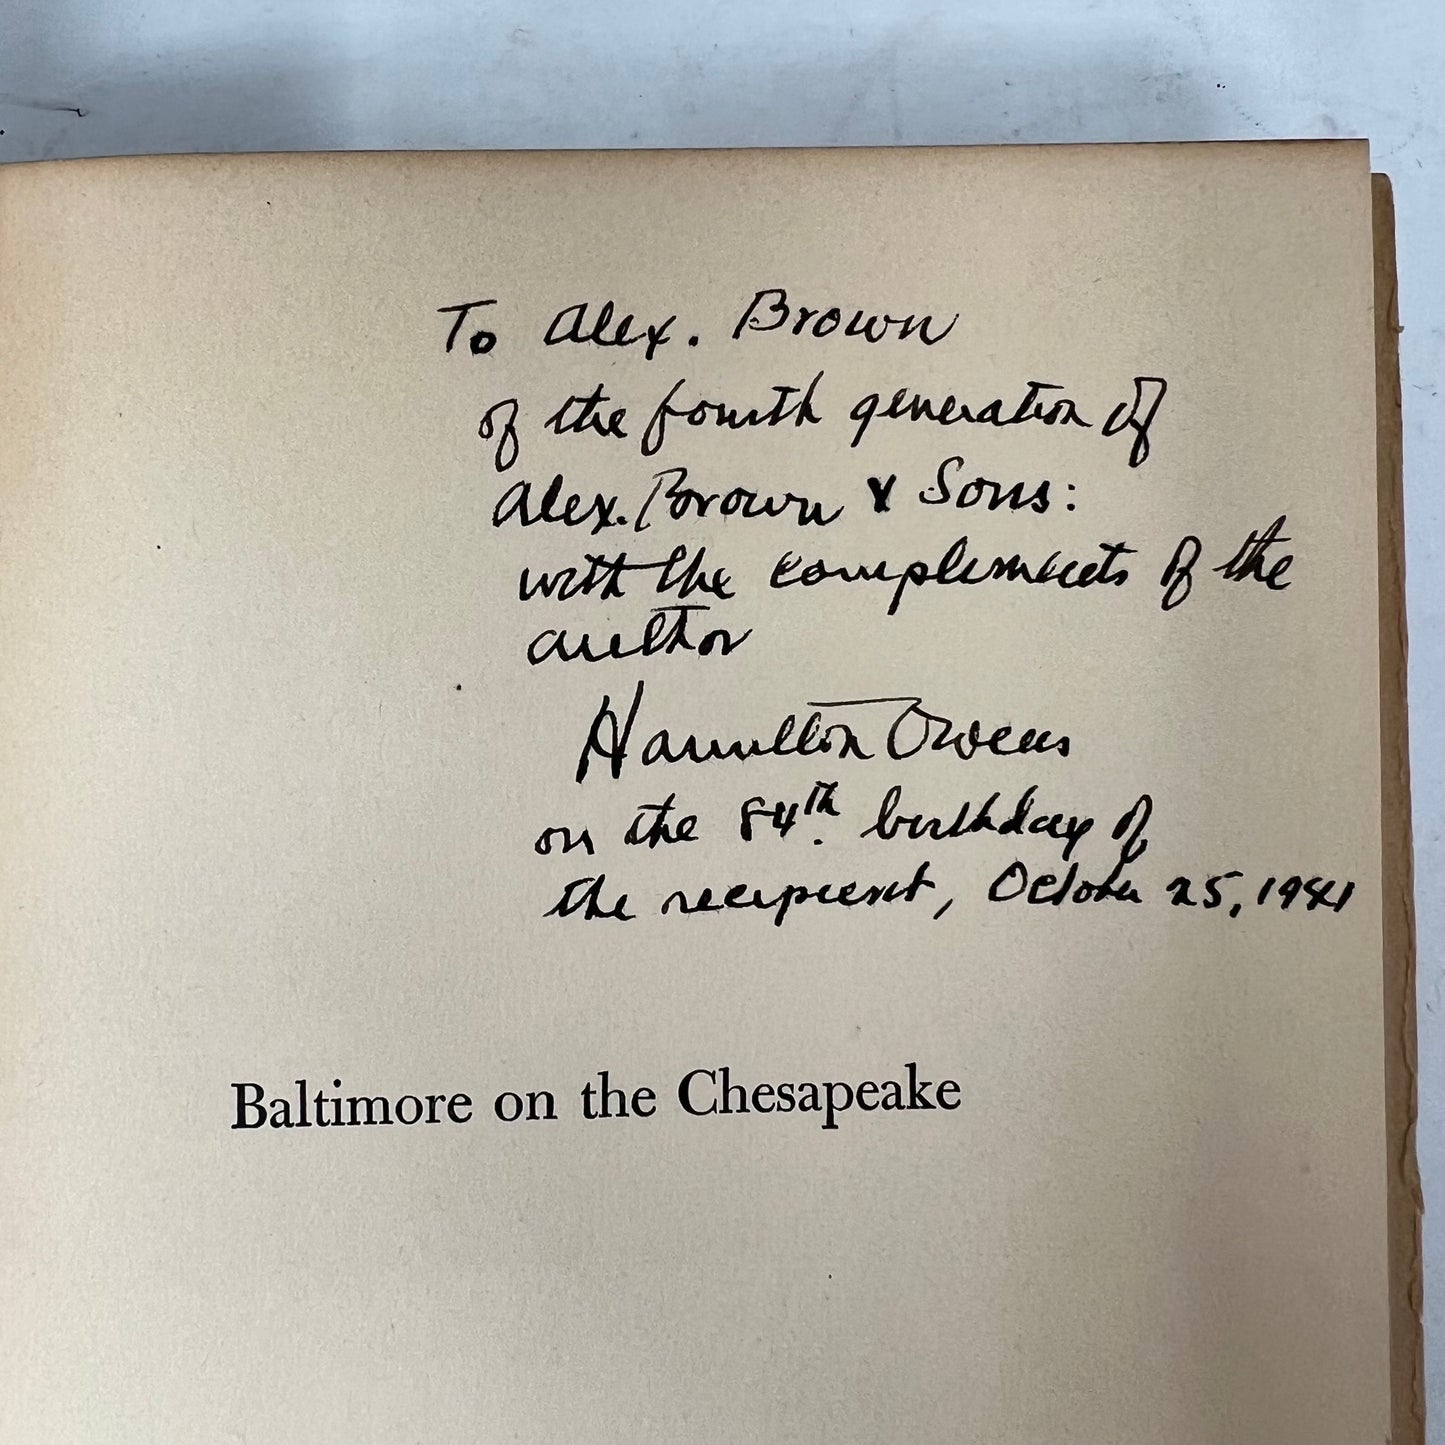 To Alex. Brown
of the fourth generation of
Alex. Brown & Sons:
with the compliments of the
author
Hamilton Owens
on the 84th. birthday of
the recipient, October 25, 1941
Baltimore on the Chesapeake